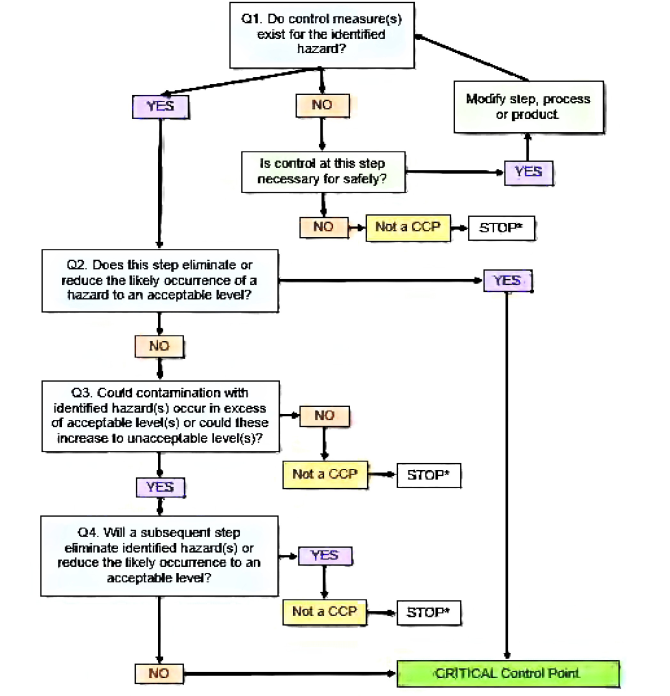 Q1. Do control measure(s)
exist for the identified
hazard?
YES
NO
Modify step, process
or product.
Is control at this step
necessary for safely?
YES
NO
Not a CCP
STOP*
Q2. Does this step eliminate or
reduce the likely occurrence of a
hazard to an acceptable level?
YES
NO
Q3. Could contamination with
identified hazard(s) occur in excess
of acceptable level(s) or could these
increase to unacceptable level(s)?
NO
Not a CCP
STOP*
YES
Q4. Will a subsequent step
eliminate identified hazard(s) or
reduce the likely occurrence to an
acceptable level?
YES
Not a CCP
STOP*
NO
CRITICAL Control Point